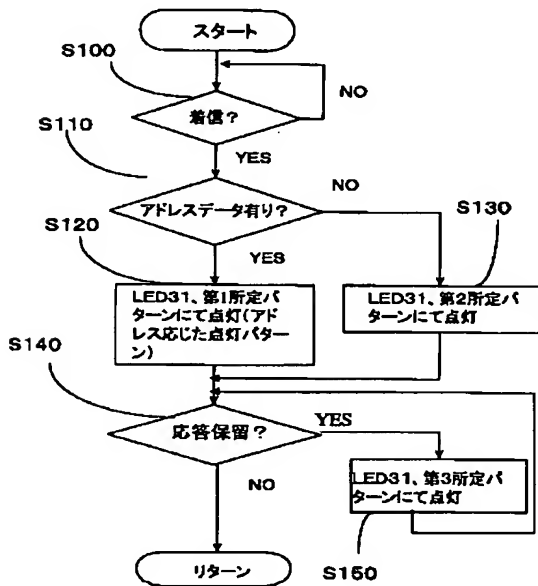 スタート
S100
NO
着信？
S110
YES
NO
アドレスデータ有り？
S130
S120
YES
LED31、第1所定パ
ターンにて点灯（アド
レス応じた点灯パター
ン）
LED31、第2所定パ
ターンにて点灯
S140
応答保留？
YES
NO
LED31、第3所定パ
ターンにて点灯
リターン
S150